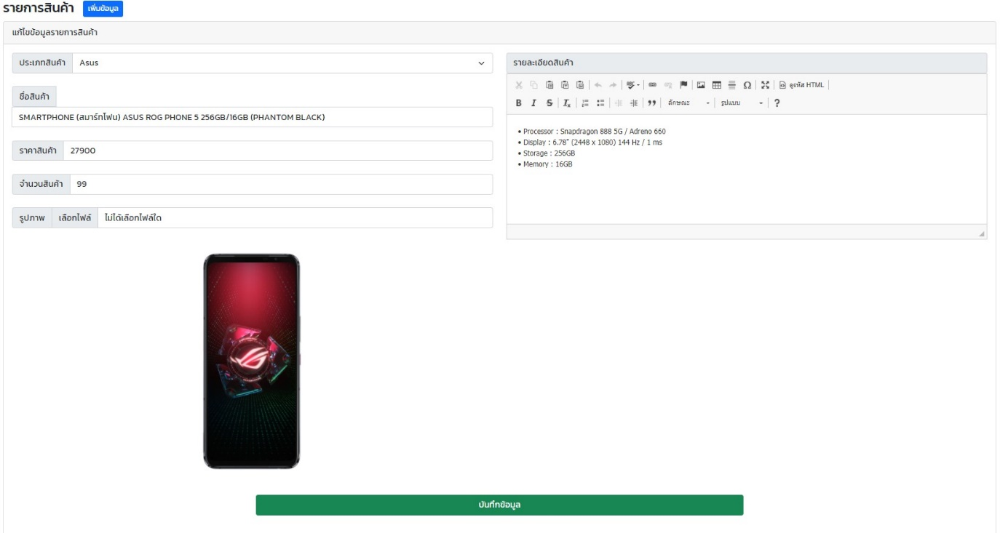 รายการสินค้า เพิ่มข้อมูล
แก้ไขข้อมูลรายการสินค้า
ประเภทสินค้า Asus
ชื่อสินค้า
SMARTPHONE (สมาร์ทโฟน) ASUS ROG PHONE 5 256GB/16GB (PHANTOM BLACK)
ราคาสินค้า 27900
จำนวนสินค้า 99
รูปภาพ เลือกไฟล์ ไม่ได้เลือกไฟล์ใด
รายละเอียดสินค้า
ดูรหัส HTML
B I S Ix ลักษณะ รูปแบบ ?
• Processor : Snapdragon 888 5G / Adreno 660
• Display : 6.78" (2448 x 1080) 144 Hz / 1 ms
• Storage : 256GB
• Memory : 16GB
บันทึกข้อมูล